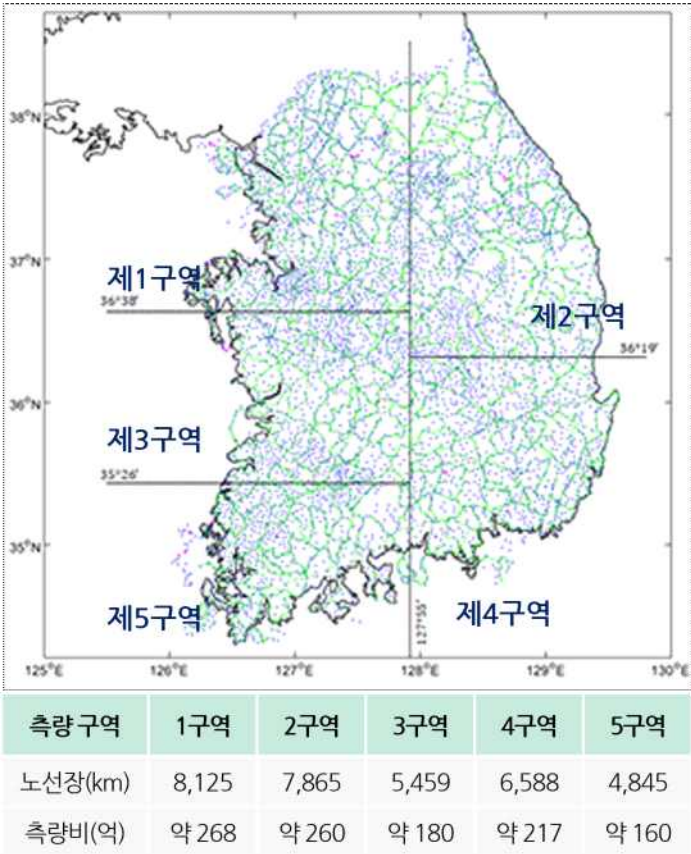 38°N
37°N
제1구역
36°38'
제2구역
36°19'
36°N
제3구역
35°26'
35°N
제5구역
127°55'
제4구역
125°E 126°E 127°E 128°E 129°E 130°E
측량 구역 1구역 2구역 3구역 4구역 5구역
노선장(km) 8,125 7,865 5,459 6,588 4,845
측량비(억) 약 268 약 260 약 180 약 217 약 160